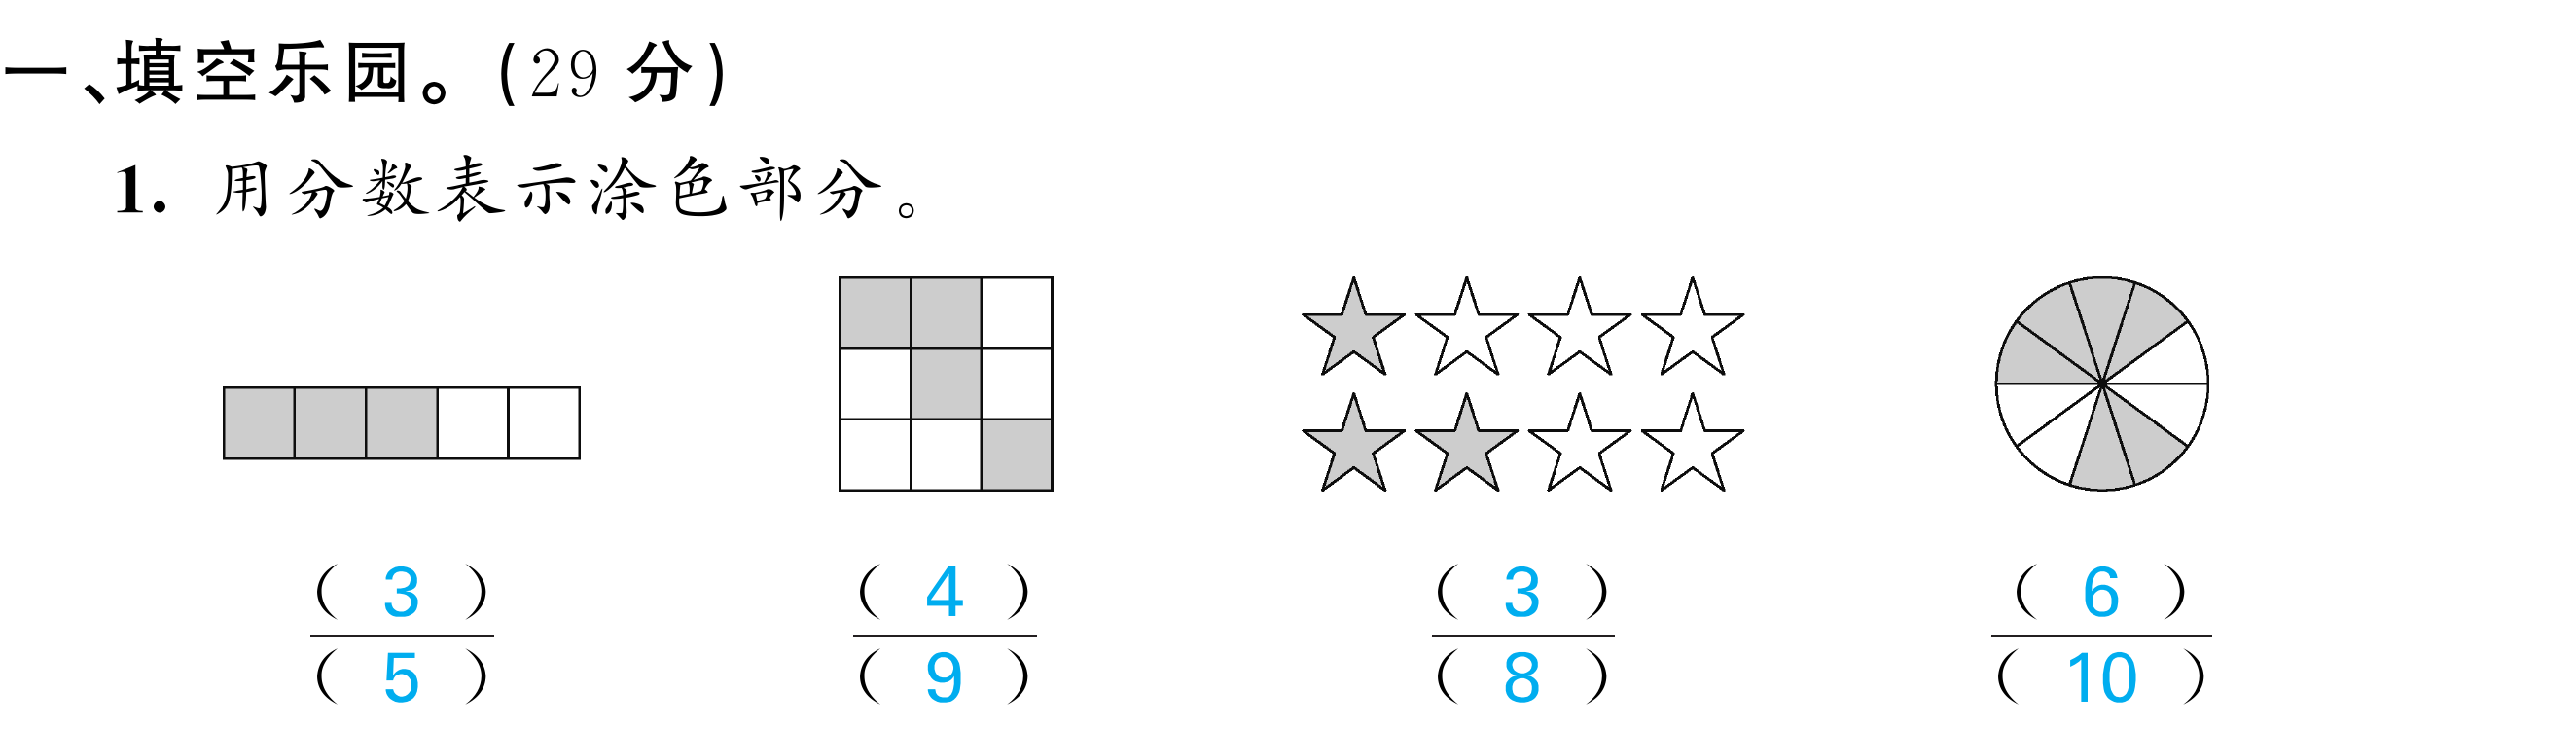 一、填空乐园。(29 分)
1. 用分数表示涂色部分。
( 3 ) ( 4 ) ( 3 ) ( 6 )
( 5 ) ( 9 ) ( 8 ) ( 10 )